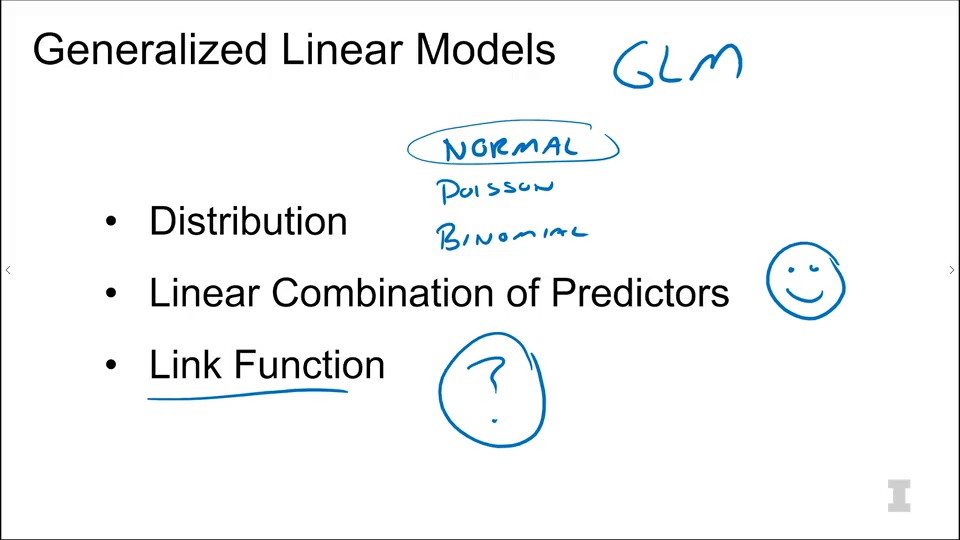 Generalized Linear Models
GLM
NORMAL
POISSON
BINOMIAL
• Distribution
• Linear Combination of Predictors
• Link Function
?
I